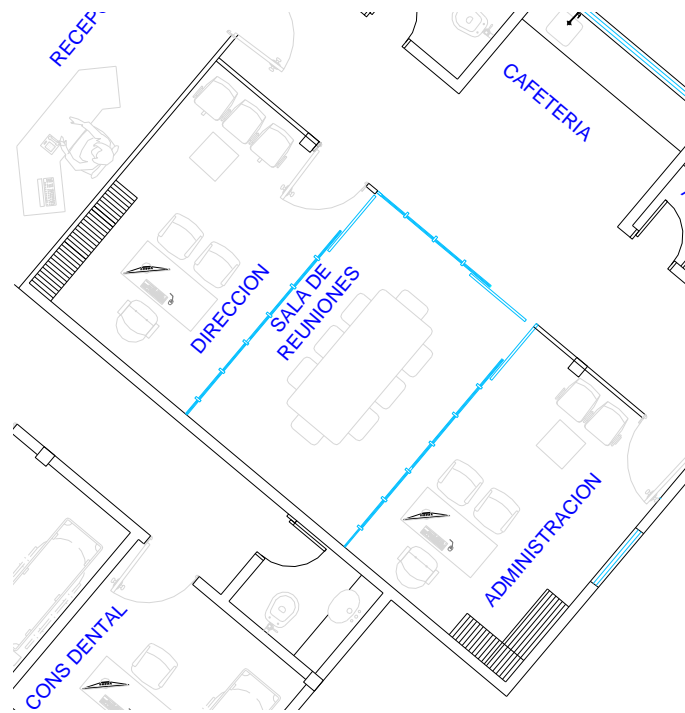 CAFETERIA
DIRECCION
SALA DE
REUNIONES
ADMINISTRACION
CONS DENTAL